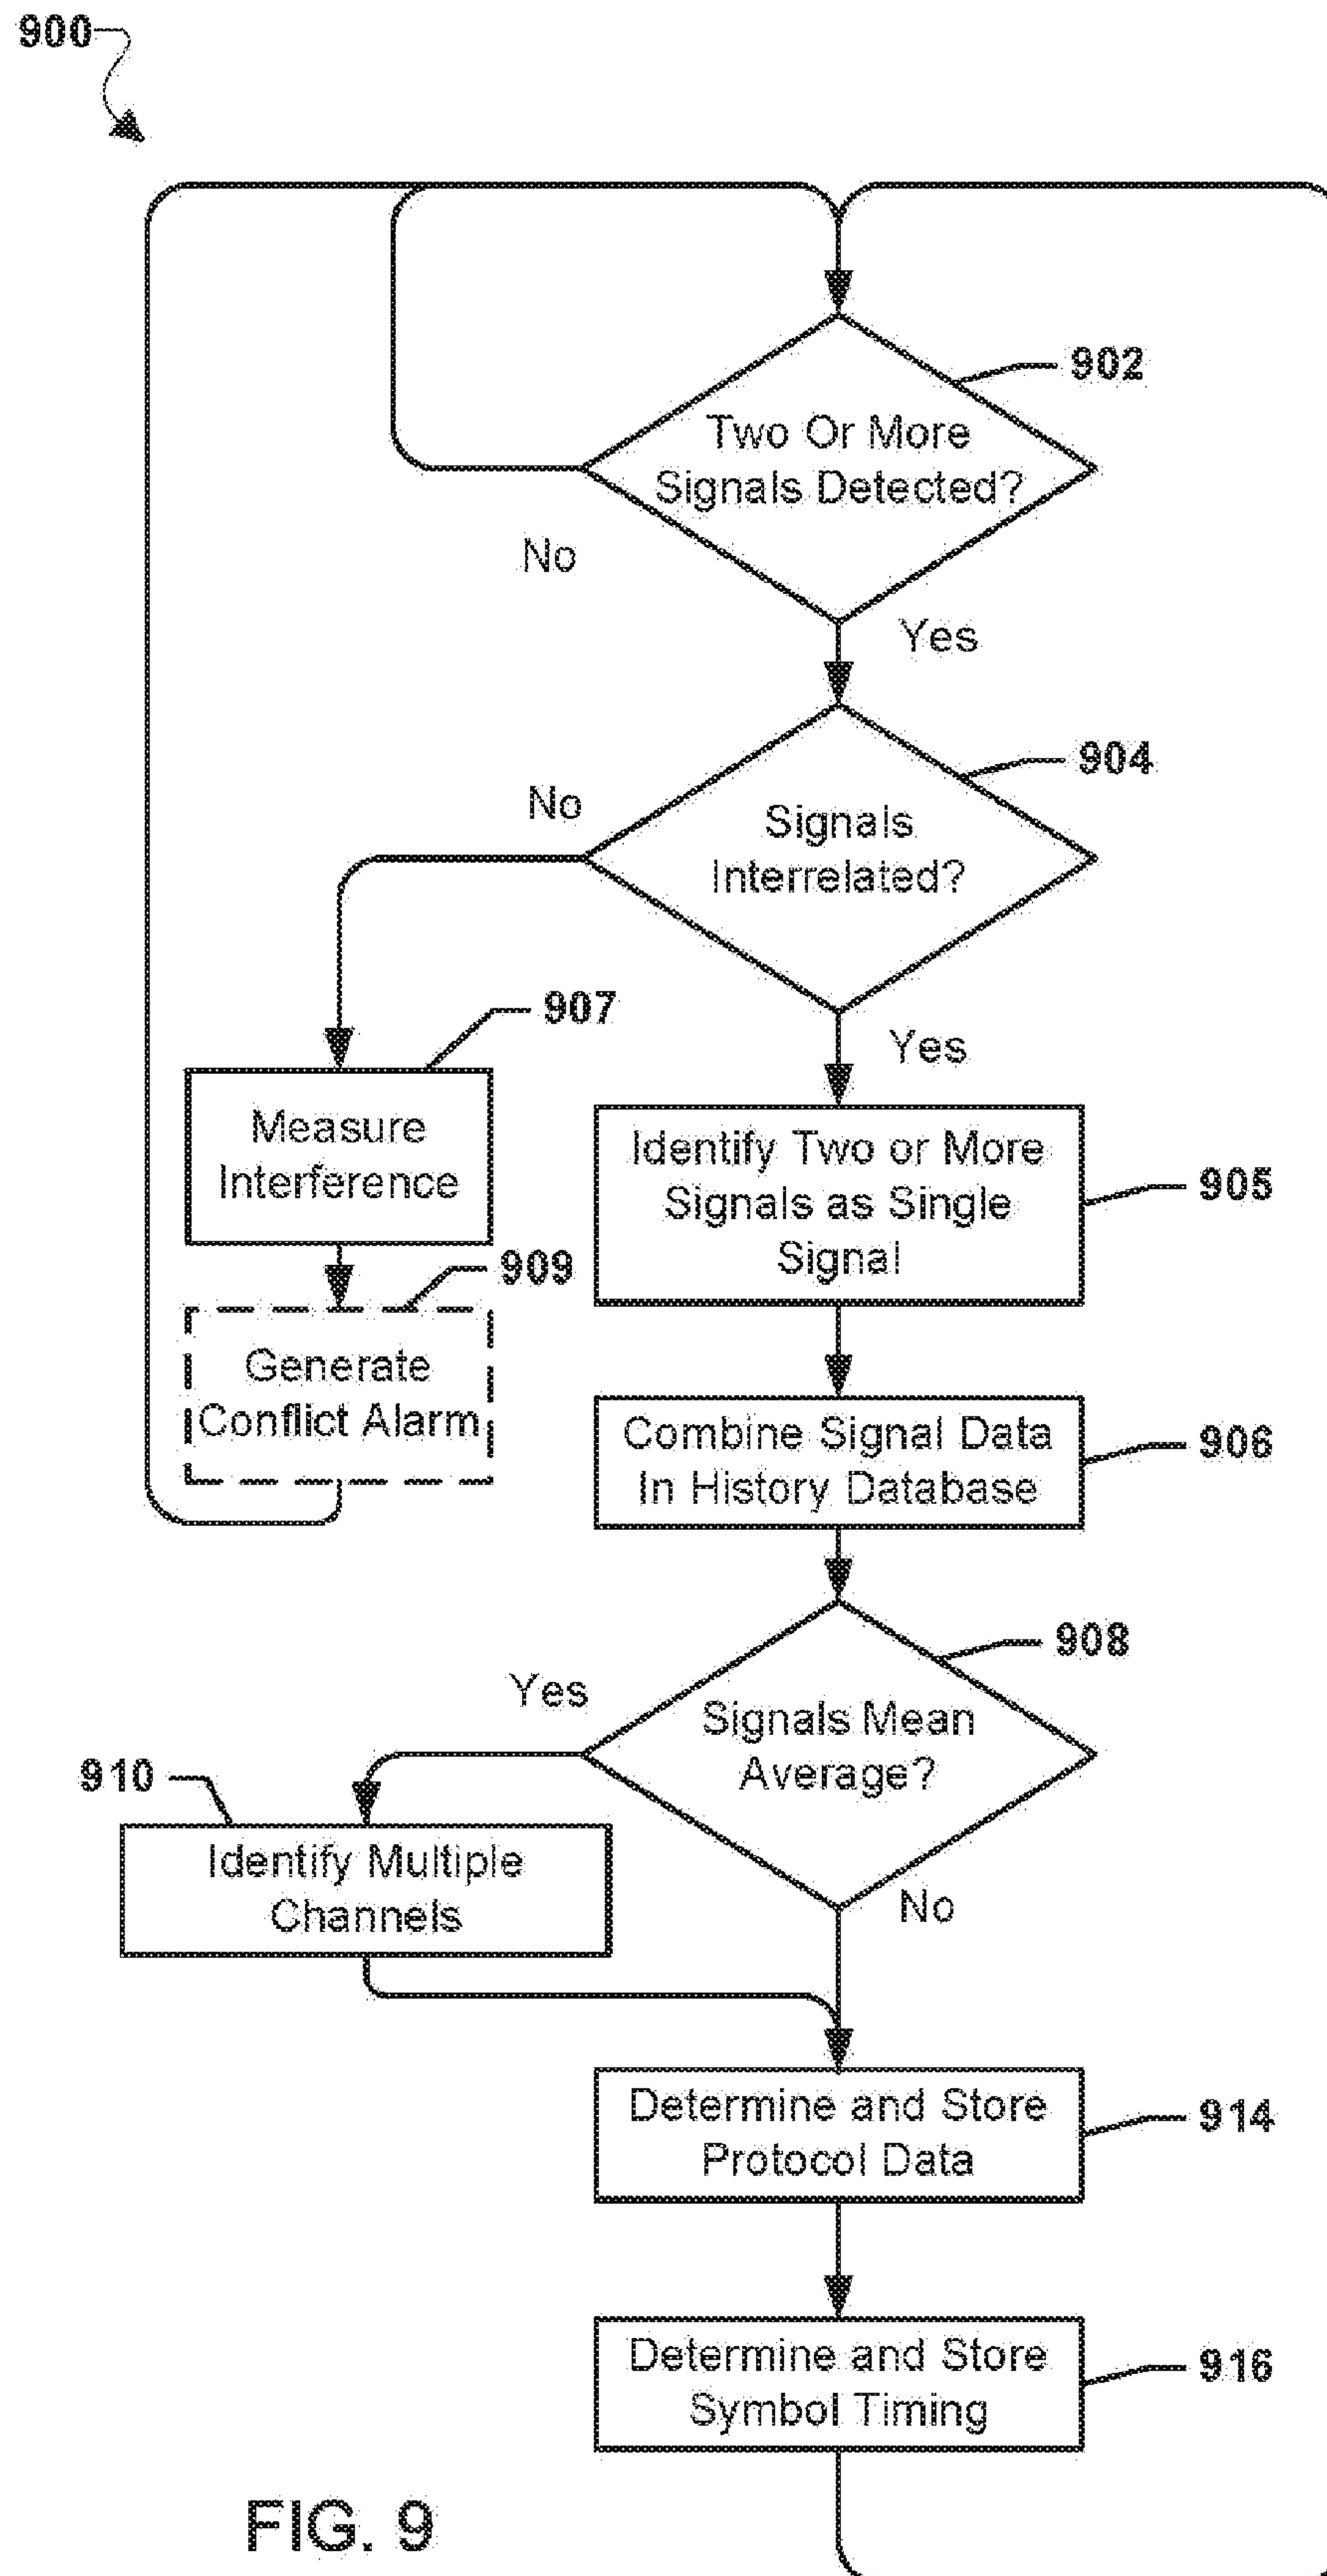 900
902
Two Or More
Signals Detected?
No
Yes
904
No
Signals
Interrelated?
Yes
907
Measure
Interference
Identify Two or More
Signals as Single
Signal
905
909
Generate
Conflict Alarm
Combine Signal Data
In History Database
906
908
Yes
Signals Mean
Average?
910
Identify Multiple
Channels
No
Determine and Store
Protocol Data
914
Determine and Store
Symbol Timing
916
FIG. 9